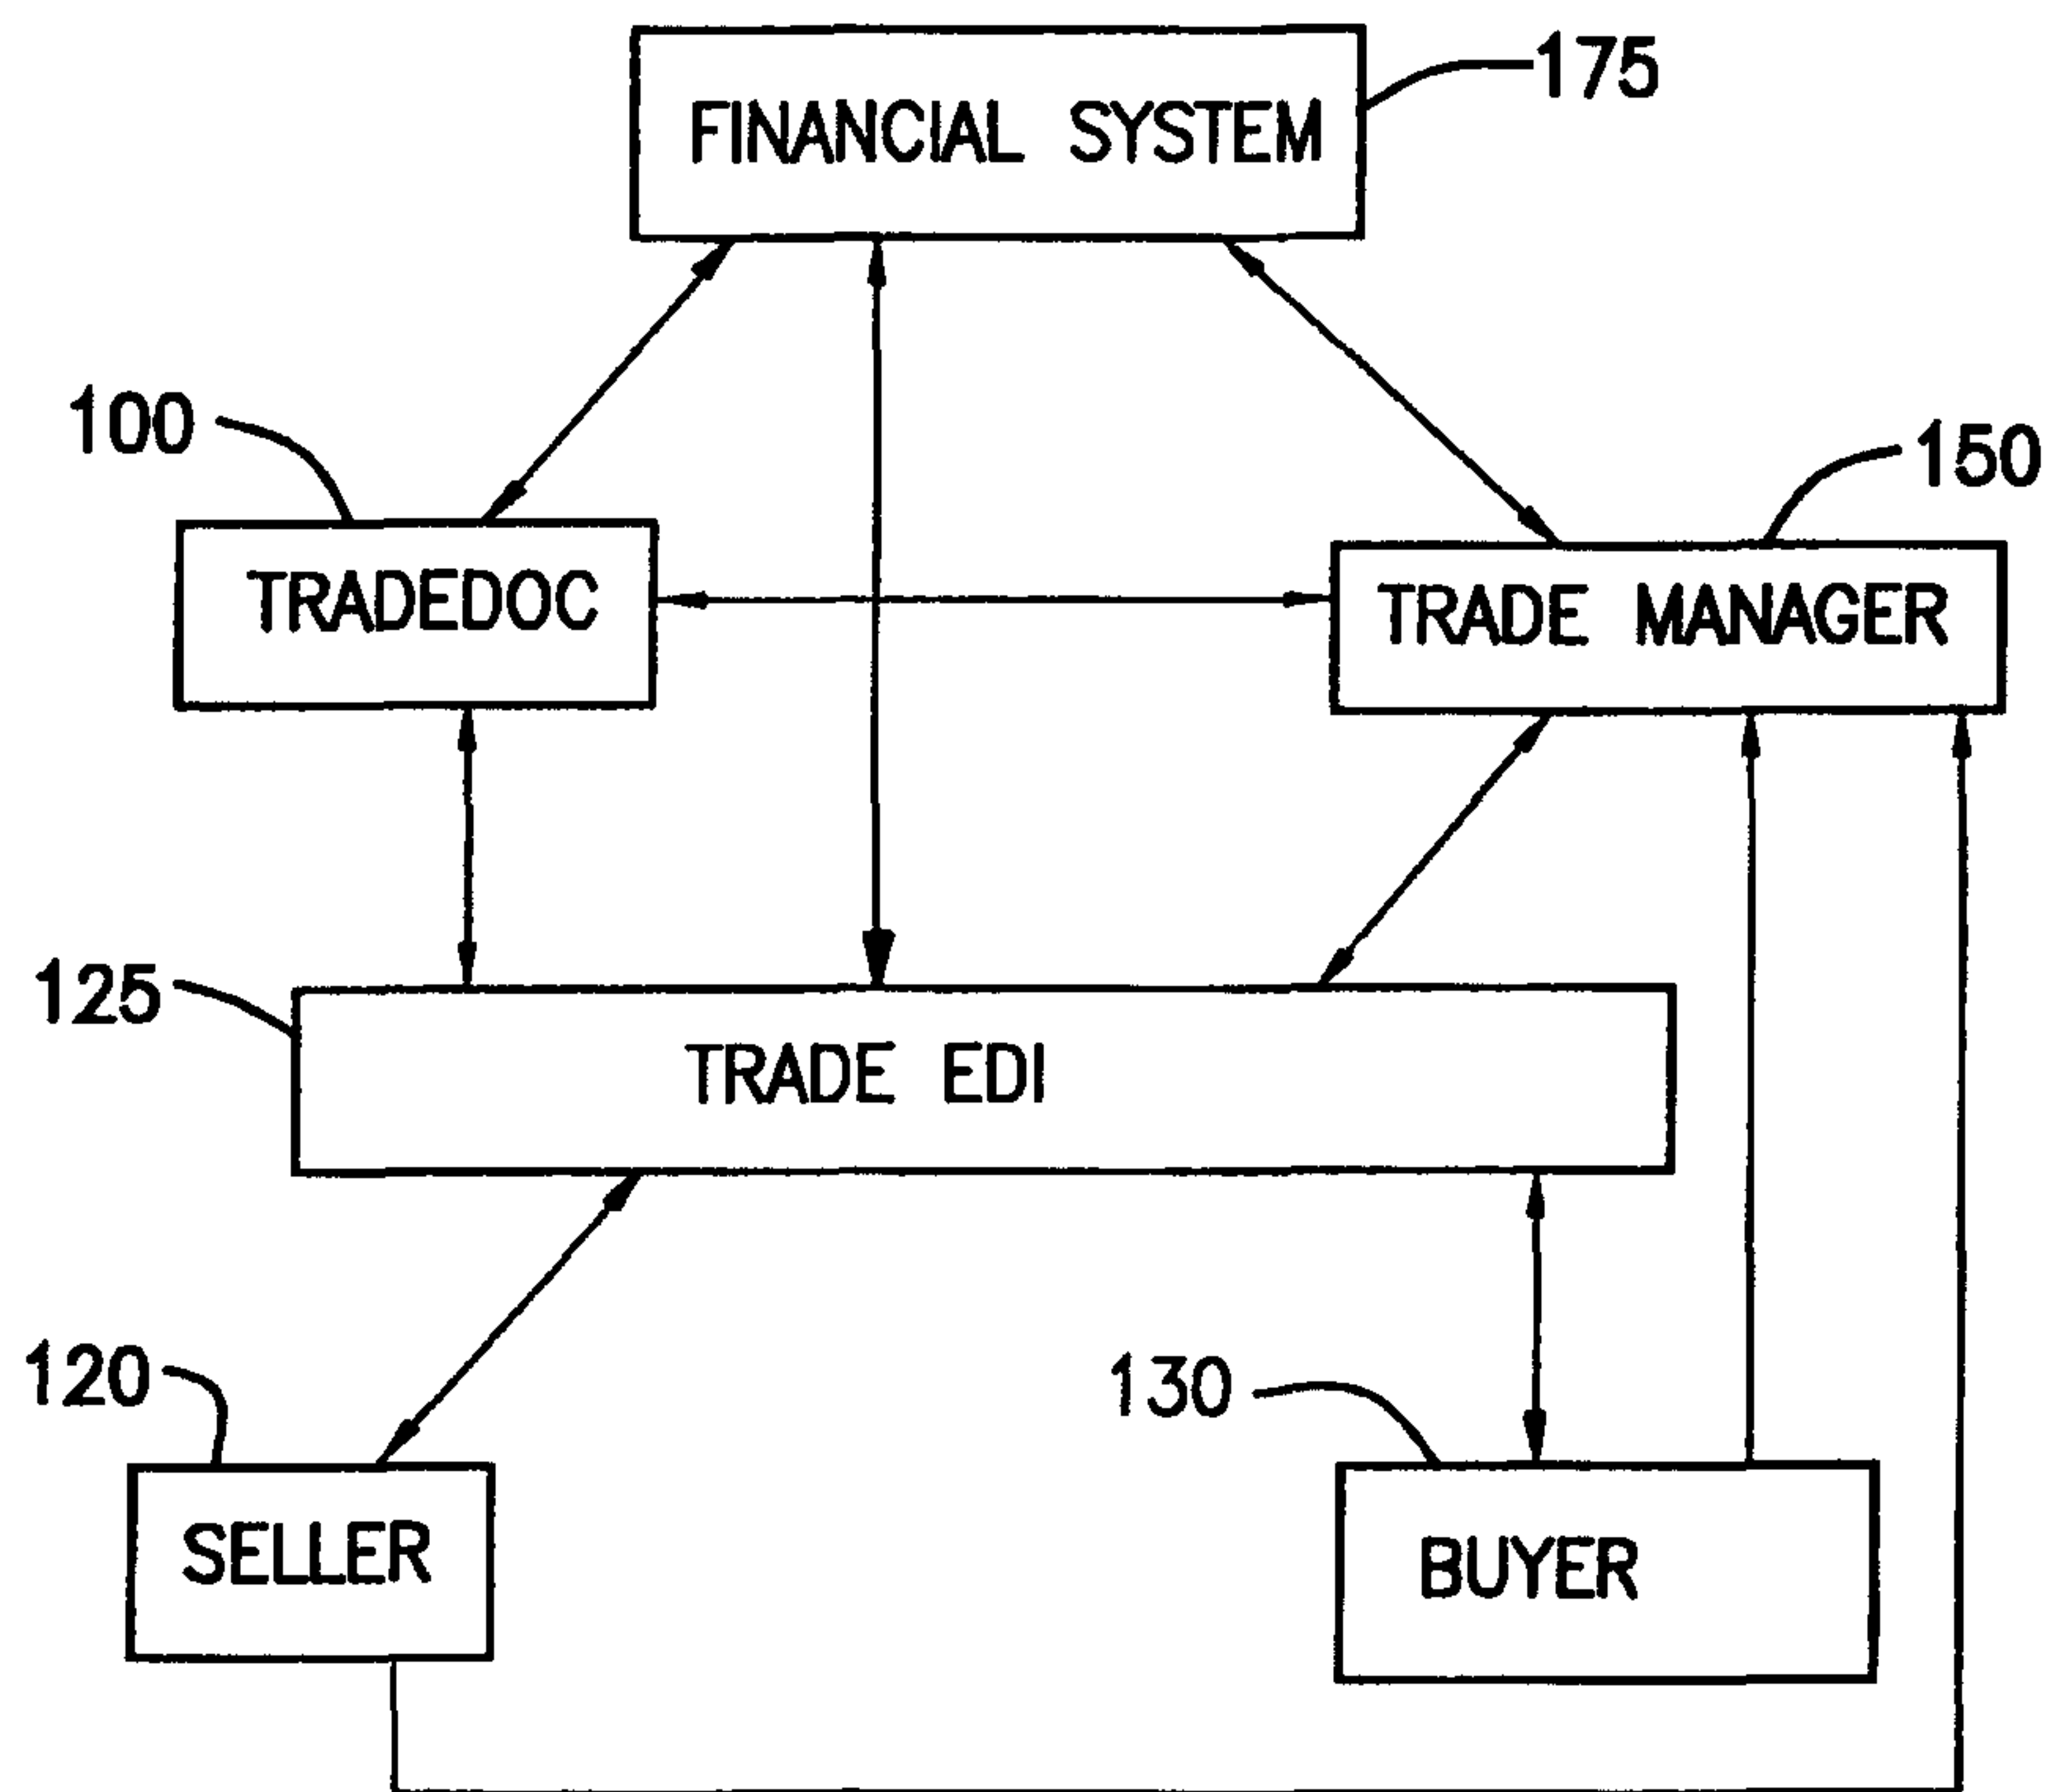 FINANCIAL SYSTEM
175
100
150
TRADEDOC
TRADE MANAGER
125
TRADE EDI
120
130
SELLER
BUYER